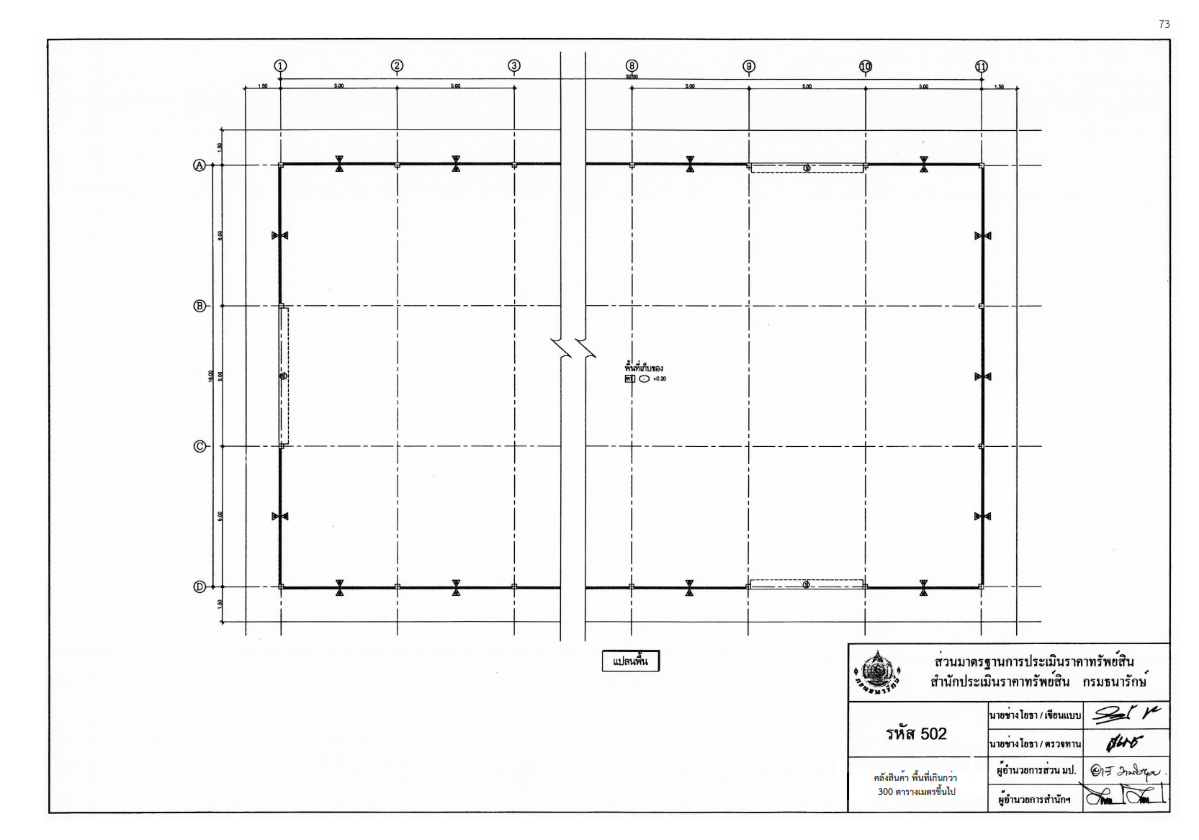 73
1 2 3 8 9 10 11
50.00
1.50 5.00 5.00 5.00 5.00 5.00 1.50
1.50
A
6.00
B
พื้นที่เก็บของ
+0.20
18.00 6.00
C
6.00
D
1.50
แปลนพื้น
ส่วนมาตรฐานการประเมินราคาทรัพย์สิน
สำนักประเมินราคาทรัพย์สิน กรมธนารักษ์
กรมธนารักษ์
รหัส 502
นายช่างโยธา / เขียนแบบ
นายช่างโยธา / ตรวจทาน
คลังสินค้า พื้นที่เกินกว่า
300 ตารางเมตรขึ้นไป
ผู้อำนวยการส่วน มป.
ผู้อำนวยการสำนักฯ